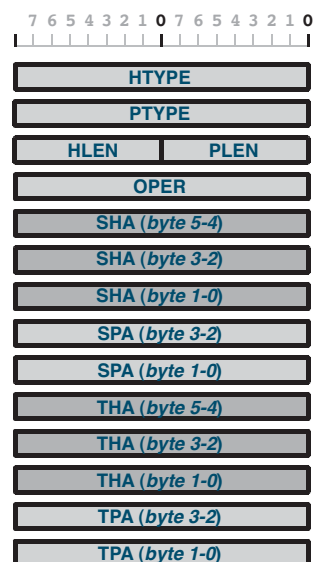 7 6 5 4 3 2 1 0 7 6 5 4 3 2 1 0
HTYPE
PTYPE
HLEN PLEN
OPER
SHA (byte 5-4)
SHA (byte 3-2)
SHA (byte 1-0)
SPA (byte 3-2)
SPA (byte 1-0)
THA (byte 5-4)
THA (byte 3-2)
THA (byte 1-0)
TPA (byte 3-2)
TPA (byte 1-0)